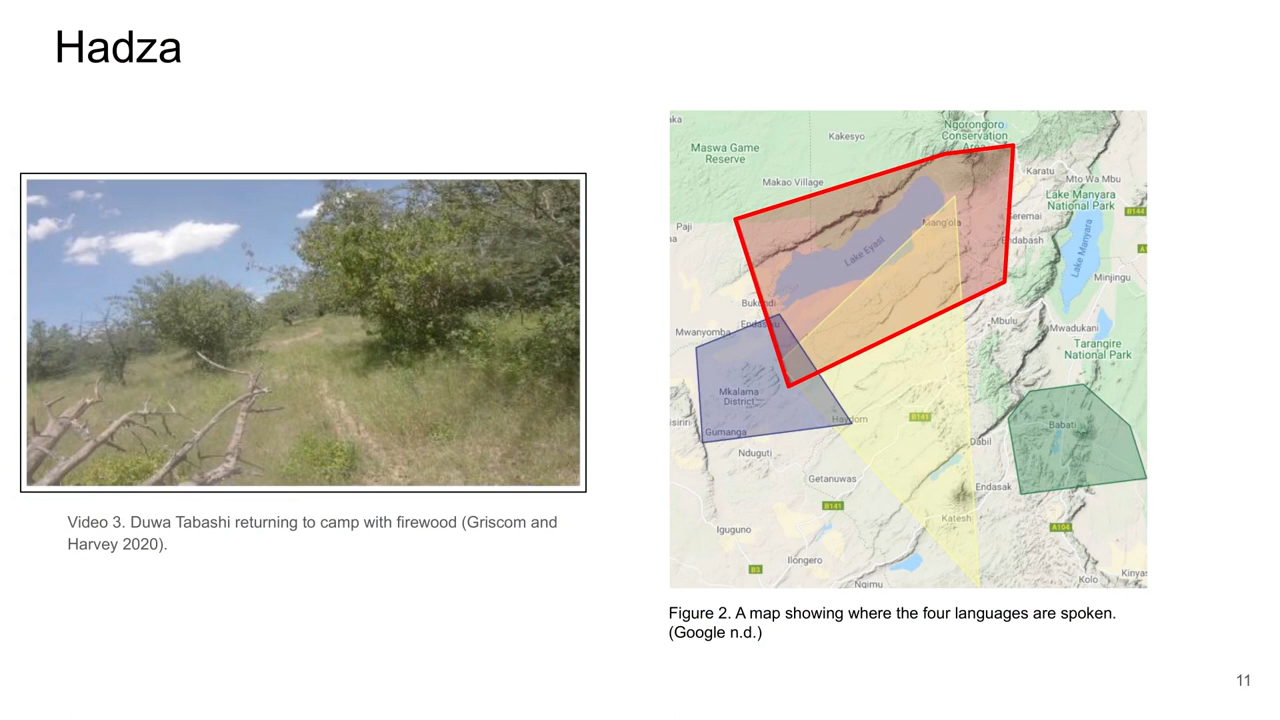 Hadza
Video 3. Duwa Tabashi returning to camp with firewood (Griscom and
Harvey 2020).
Ngorongoro
Conservation
Area
Kakesyo
Maswa Game
Reserve
Karatu
Mto Wa Mbu
Makao Village
Lake Manyara
National Park
B144
Paji
Mang'ola
Lake Eyasi
Lake Manyara
Minjingu
Mbulu
Mwadukani
Mwanyomba
Tarangire
National Park
Mkalama
District
Gumanga
Haydom
B141
Babati
Dabil
Nduguti
Getanuwas
Endasak
B141
Katesh
Iguguno
A104
Ilongero
B3
Kolo
Figure 2. A map showing where the four languages are spoken.
(Google n.d.)
11